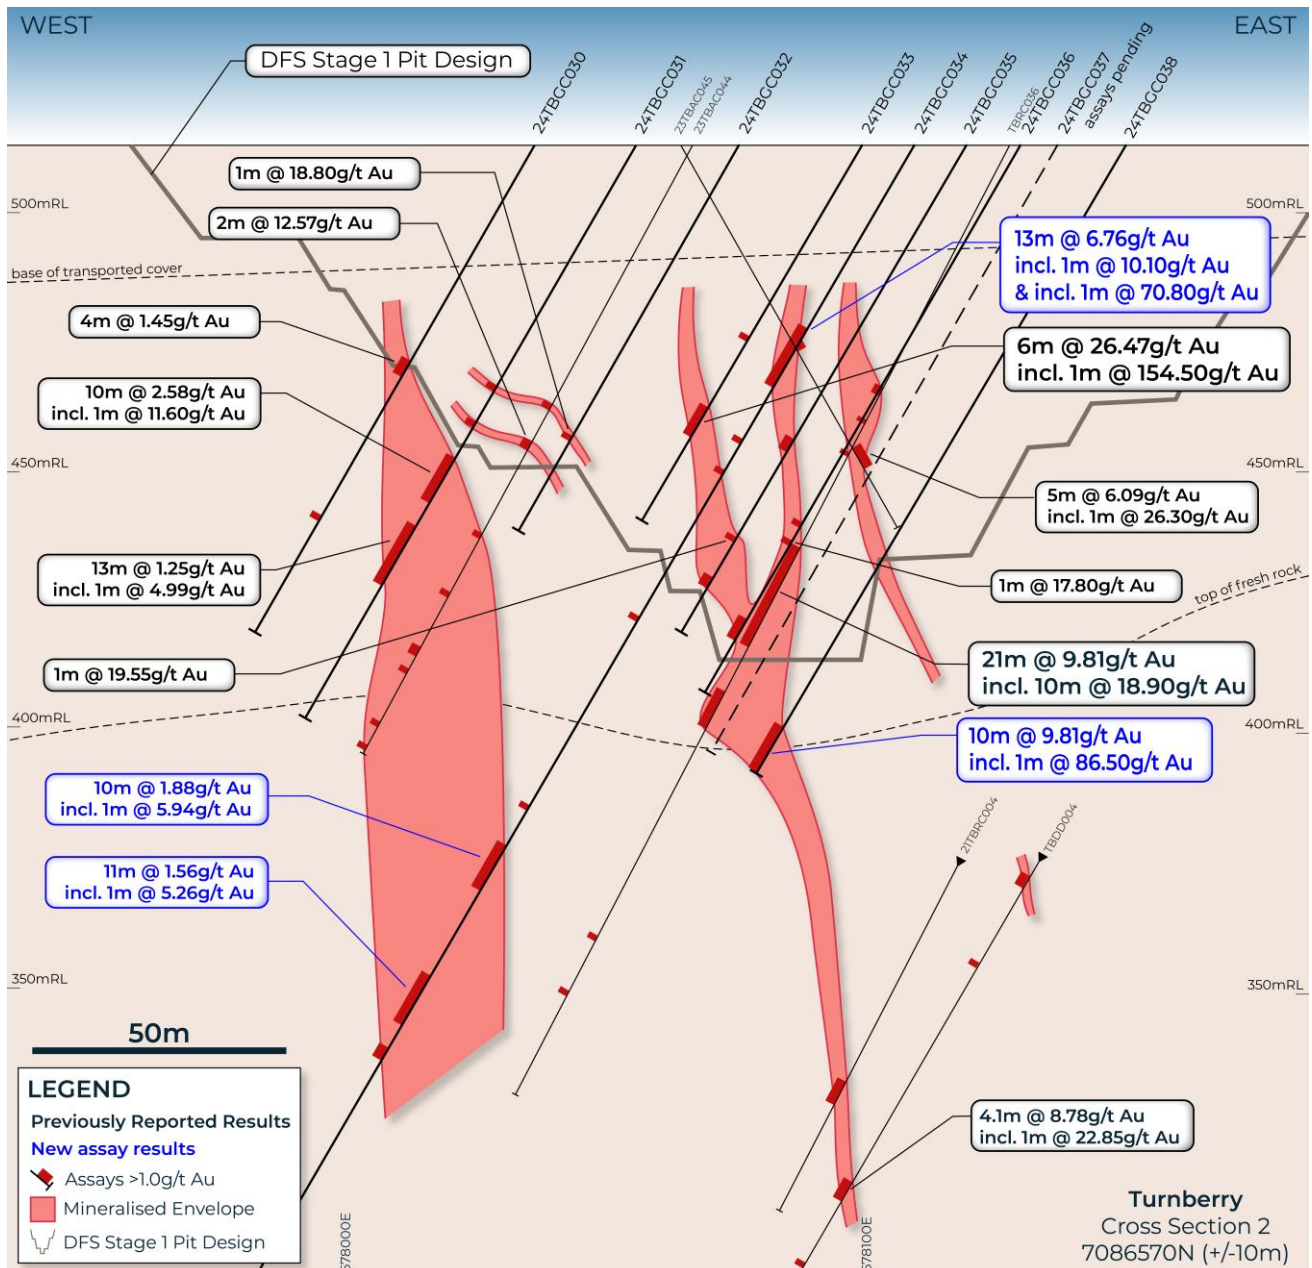 WEST
EAST
DFS Stage 1 Pit Design
24TBGC030
24TBGC031
23TBAC045
23TBAC044
24TBGC032
24TBGC033
24TBGC034
24TBGC035
TBRC036
24TBGC036
24TBGC037
assays pending
24TBGC038
1m @ 18.80g/t Au
2m @ 12.57g/t Au
500mRL
500mRL
base of transported cover
13m @ 6.76g/t Au
incl. 1m @ 10.10g/t Au
& incl. 1m @ 70.80g/t Au
4m @ 1.45g/t Au
6m @ 26.47g/t Au
incl. 1m @ 154.50g/t Au
10m @ 2.58g/t Au
incl. 1m @ 11.60g/t Au
450mRL
450mRL
5m @ 6.09g/t Au
incl. 1m @ 26.30g/t Au
13m @ 1.25g/t Au
incl. 1m @ 4.99g/t Au
1m @ 17.80g/t Au
top of fresh rock
1m @ 19.55g/t Au
21m @ 9.81g/t Au
incl. 10m @ 18.90g/t Au
400mRL
400mRL
10m @ 9.81g/t Au
incl. 1m @ 86.50g/t Au
10m @ 1.88g/t Au
incl. 1m @ 5.94g/t Au
21TBRC004
TBDD004
11m @ 1.56g/t Au
incl. 1m @ 5.26g/t Au
350mRL
350mRL
50m
LEGEND
Previously Reported Results
New assay results
Assays >1.0g/t Au
Mineralised Envelope
DFS Stage 1 Pit Design
4.1m @ 8.78g/t Au
incl. 1m @ 22.85g/t Au
678000E
678100E
Turnberry
Cross Section 2
7086570N (+/-10m)